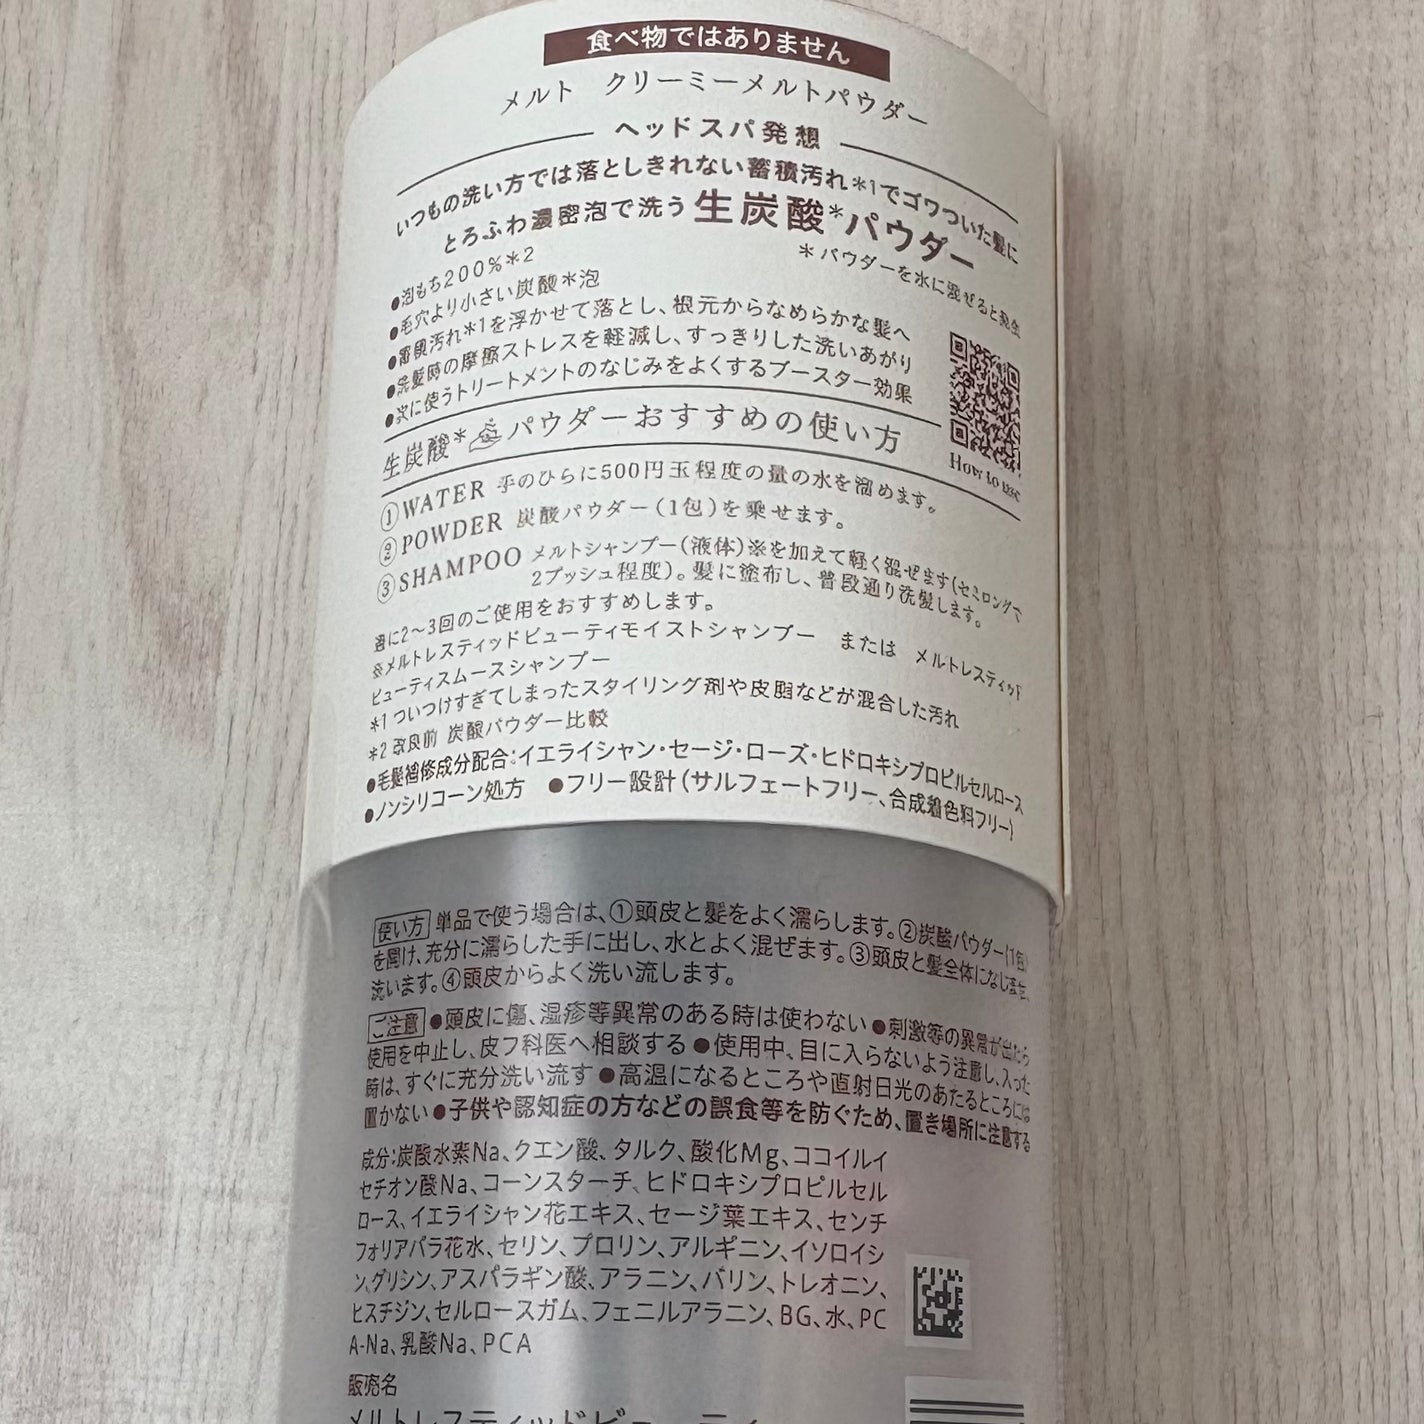 食べ物ではありません
メルト クリーミーメルトパウダー
ヘッドスパ発想
いつもの洗い方では落としきれない蓄積汚れ*1でゴワついた髪に
とろふわ濃密泡で洗う生炭酸*パウダー
*パウダーを水に混ぜると発生
●泡もち200%*2
●毛穴より小さい炭酸*泡
●蓄積汚れ*1を浮かせて落とし、根元からなめらかな髪へ
●洗髪時の摩擦ストレスを軽減し、すっきりした洗いあがり
●次に使うトリートメントのなじみをよくするブースター効果
How to use
生炭酸*パウダーおすすめの使い方
①WATER 手のひらに500円玉程度の量の水を溜めます。
②POWDER 炭酸パウダー(1包)を乗せます。
③SHAMPOO メルトシャンプー(液体)※を加えて軽く混ぜます(セミロングで
2プッシュ程度)。髪に塗布し、普段通り洗髪します。
週に2〜3回のご使用をおすすめします。
※メルトレスティッドビューティモイストシャンプー または メルトレスティッド
ビューティスムースシャンプー
*1 ついつけすぎてしまったスタイリング剤や皮脂などが混合した汚れ
*2 改良前 炭酸パウダー比較
●毛髪補修成分配合:イエライシャン・セージ・ローズ・ヒドロキシプロピルセルロース
●ノンシリコーン処方 ●フリー設計(サルフェートフリー、合成着色料フリー)
使い方 単品で使う場合は、①頭皮と髪をよく濡らします。②炭酸パウダー(1包)
を開け、充分に濡らした手に出し、水とよく混ぜます。③頭皮と髪全体になじませ、
洗います。④頭皮からよく洗い流します。
ご注意 ●頭皮に傷、湿疹等異常のある時は使わない●刺激等の異常が出たら
使用を中止し、皮フ科医へ相談する●使用中、目に入らないよう注意し、入った
時は、すぐに充分洗い流す●高温になるところや直射日光のあたるところには
置かない●子供や認知症の方などの誤食等を防ぐため、置き場所に注意する
成分:炭酸水素Na、クエン酸、タルク、酸化Mg、ココイルイ
セチオン酸Na、コーンスターチ、ヒドロキシプロピルセル
ロース、イエライシャン花エキス、セージ葉エキス、センチ
フォリアバラ花水、セリン、プロリン、アルギニン、イソロイシ
ン、グリシン、アスパラギン酸、アラニン、バリン、トレオニン、
ヒスチジン、セルロースガム、フェニルアラニン、BG、水、PC
A-Na、乳酸Na、PCA
販売名
メルトレスティッドビューティ